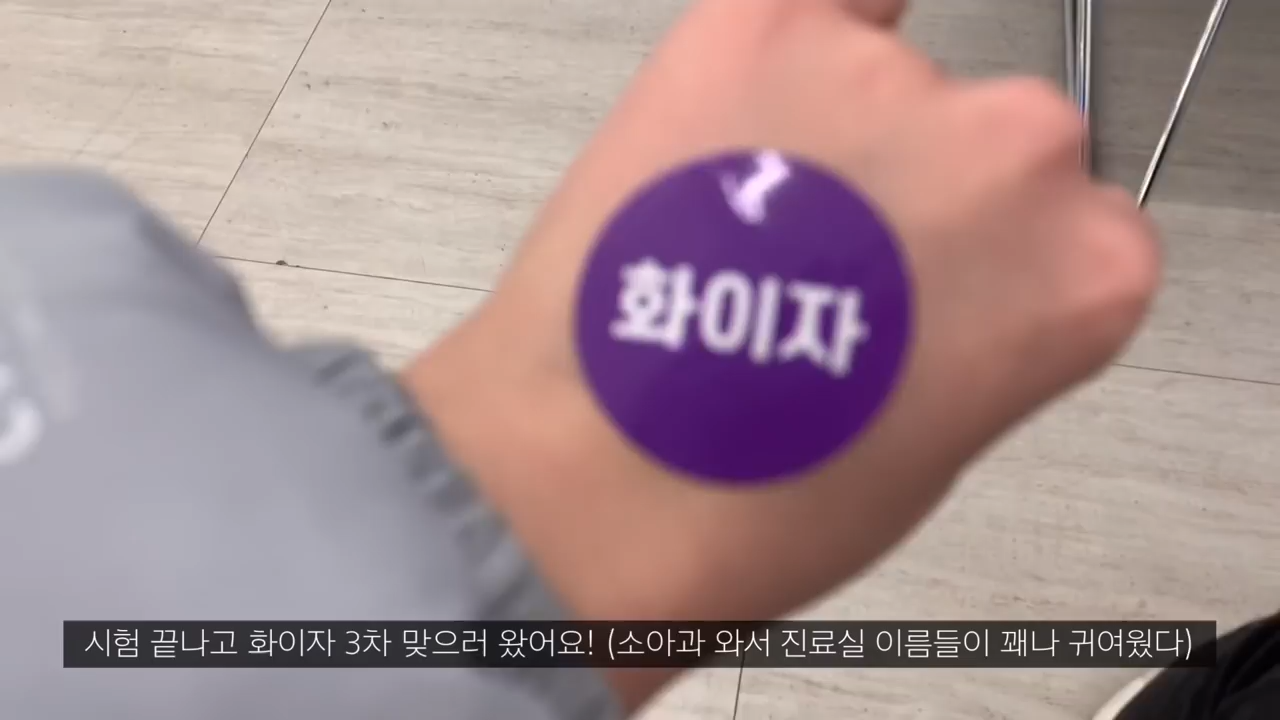 화이자
시험 끝나고 화이자 3차 맞으러 왔어요! (소아과 와서 진료실 이름들이 꽤나 귀여웠다)